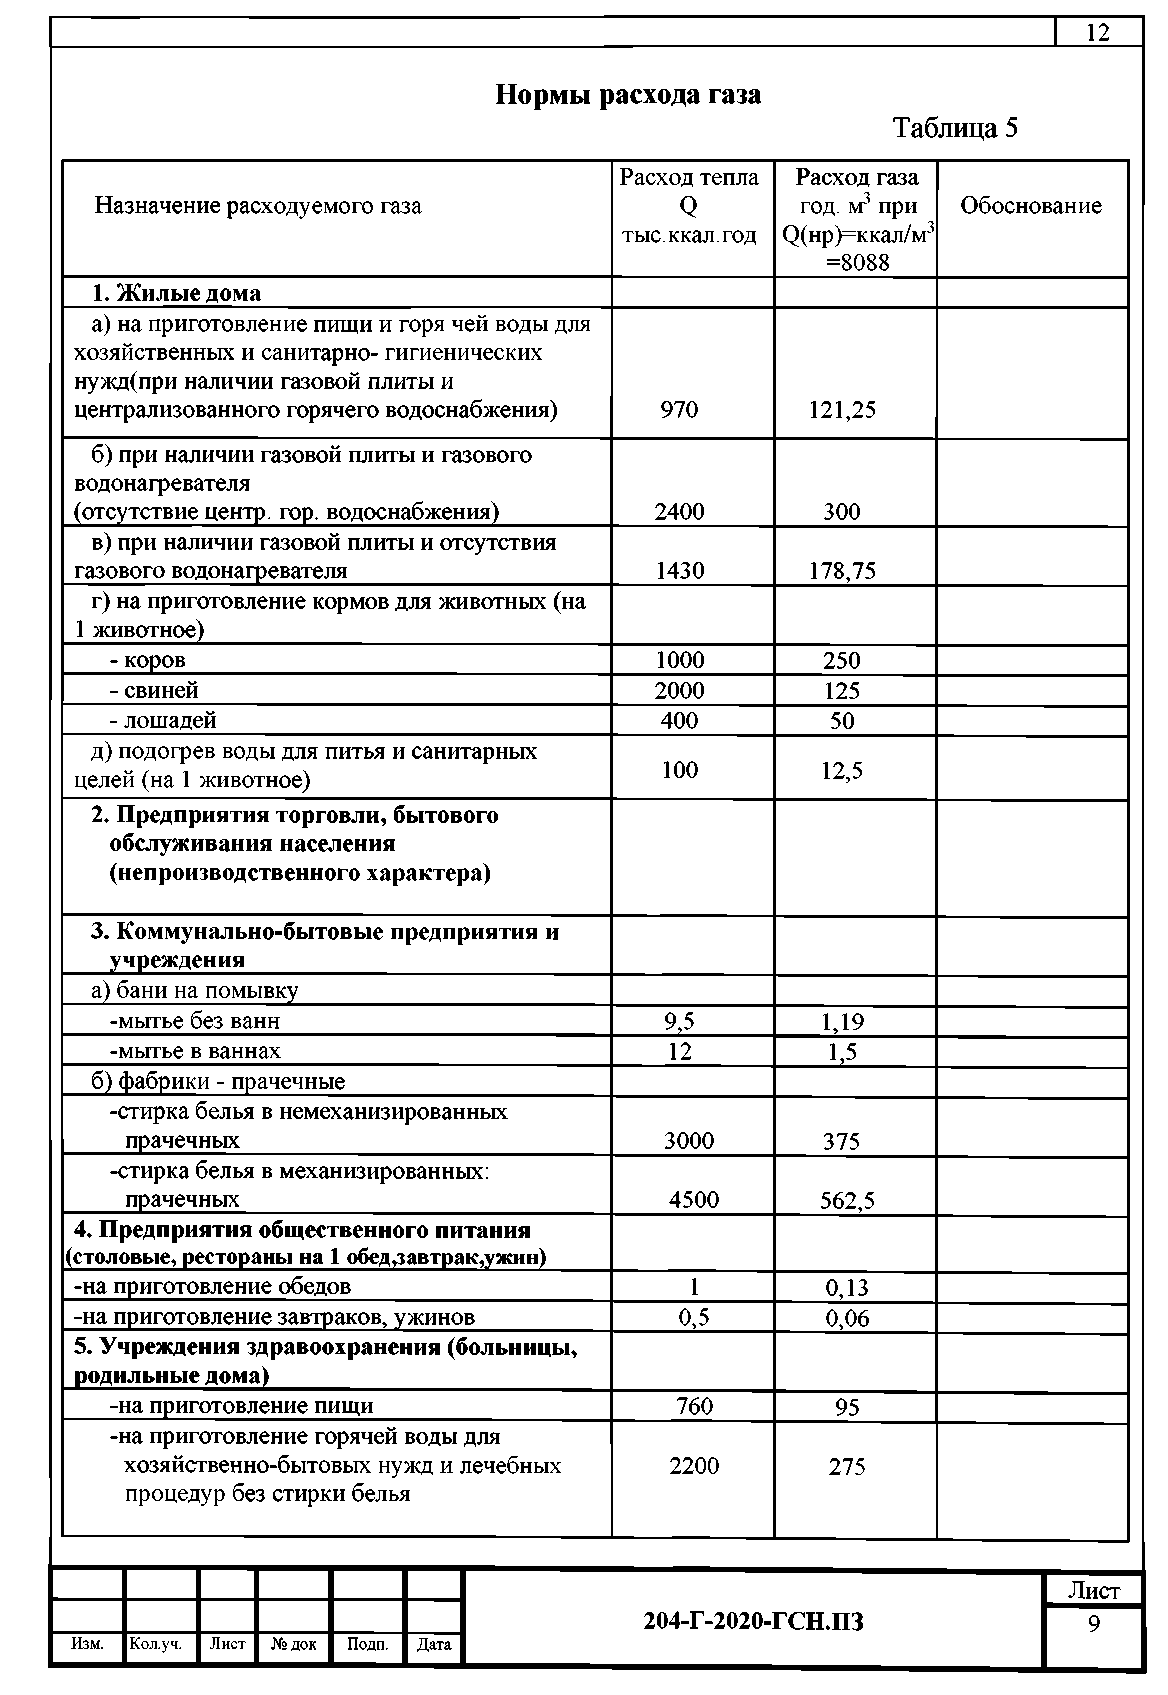 12
Нормы расхода газа
Таблица 5
Назначение расходуемого газа
Расход тепла
Q
тыс.ккал.год
Расход газа
год. м³ при
Q(нр)=ккал/м³
=8088
Обоснование
1. Жилые дома
а) на приготовление пищи и горя чей воды для
хозяйственных и санитарно- гигиенических
нужд(при наличии газовой плиты и
централизованного горячего водоснабжения) 970 121,25
б) при наличии газовой плиты и газового
водонагревателя
(отсутствие центр. гор. водоснабжения) 2400 300
в) при наличии газовой плиты и отсутствия
газового водонагревателя 1430 178,75
г) на приготовление кормов для животных (на
1 животное)
- коров 1000 250
- свиней 2000 125
- лошадей 400 50
д) подогрев воды для питья и санитарных
целей (на 1 животное) 100 12,5
2. Предприятия торговли, бытового
обслуживания населения
(непроизводственного характера)
3. Коммунально-бытовые предприятия и
учреждения
а) бани на помывку
-мытье без ванн 9,5 1,19
-мытье в ваннах 12 1,5
б) фабрики - прачечные
-стирка белья в немеханизированных
прачечных 3000 375
-стирка белья в механизированных:
прачечных 4500 562,5
4. Предприятия общественного питания
(столовые, рестораны на 1 обед,завтрак,ужин)
-на приготовление обедов 1 0,13
-на приготовление завтраков, ужинов 0,5 0,06
5. Учреждения здравоохранения (больницы,
родильные дома)
-на приготовление пищи 760 95
-на приготовление горячей воды для
хозяйственно-бытовых нужд и лечебных 2200 275
процедур без стирки белья
Изм. Кол.уч. Лист № док Подп. Дата
204-Г-2020-ГСН.ПЗ
Лист
9